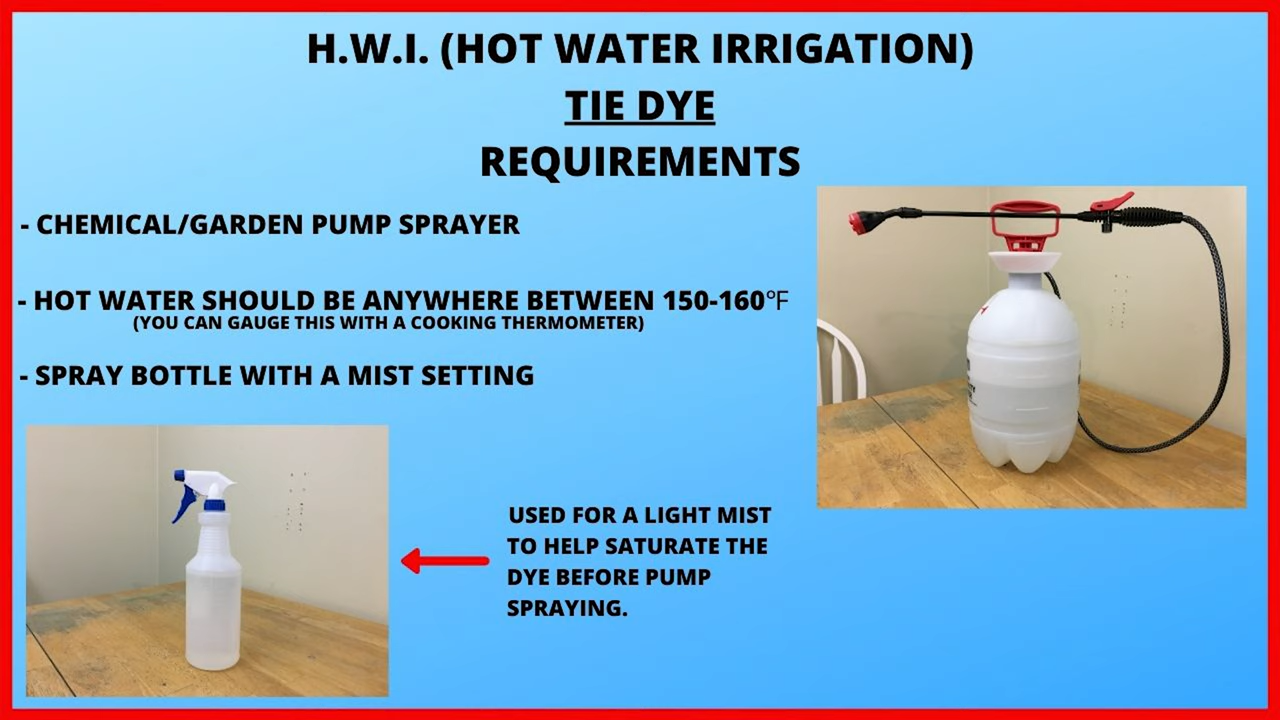 H.W.I. (HOT WATER IRRIGATION)
TIE DYE
REQUIREMENTS
- CHEMICAL/GARDEN PUMP SPRAYER
- HOT WATER SHOULD BE ANYWHERE BETWEEN 150-160°F
(YOU CAN GAUGE THIS WITH A COOKING THERMOMETER)
- SPRAY BOTTLE WITH A MIST SETTING
USED FOR A LIGHT MIST
TO HELP SATURATE THE
DYE BEFORE PUMP
SPRAYING.